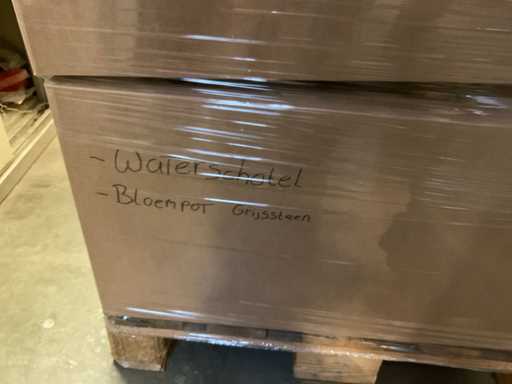 - Waterschotel
- Bloempot Grijssteen